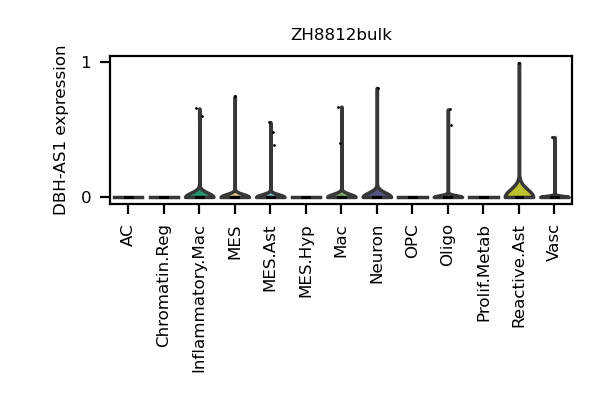 ZH8812bulk
DBH-AS1 expression
1
0
AC
Chromatin.Reg
Inflammatory.Mac
MES
MES.Ast
MES.Hyp
Mac
Neuron
OPC
Oligo
Prolif.Metab
Reactive.Ast
Vasc